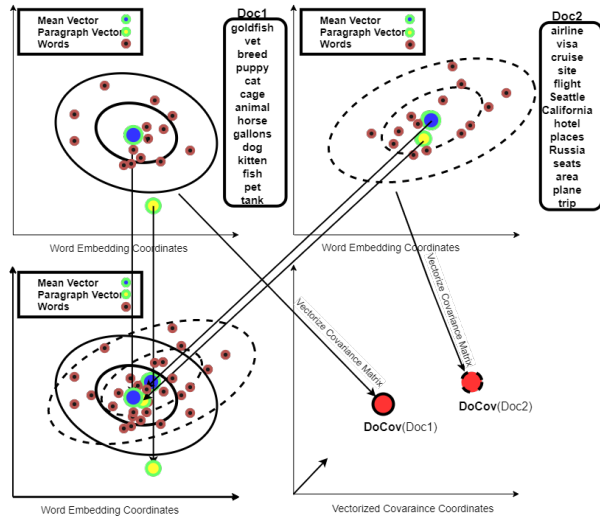 Mean Vector
Paragraph Vector
Words
Doc1
goldfish
vet
breed
puppy
cat
cage
animal
horse
gallons
dog
kitten
fish
pet
tank
Word Embedding Coordinates
Mean Vector
Paragraph Vector
Words
Doc2
airline
visa
cruise
site
flight
Seattle
California
hotel
places
Russia
seats
area
plane
trip
Word Embedding Coordinates
Mean Vector
Paragraph Vector
Words
Word Embedding Coordinates
Vectorize Covariance Matrix
Vectorize Covariance Matrix
DoCov(Doc1)
DoCov(Doc2)
Vectorized Covaraince Coordinates